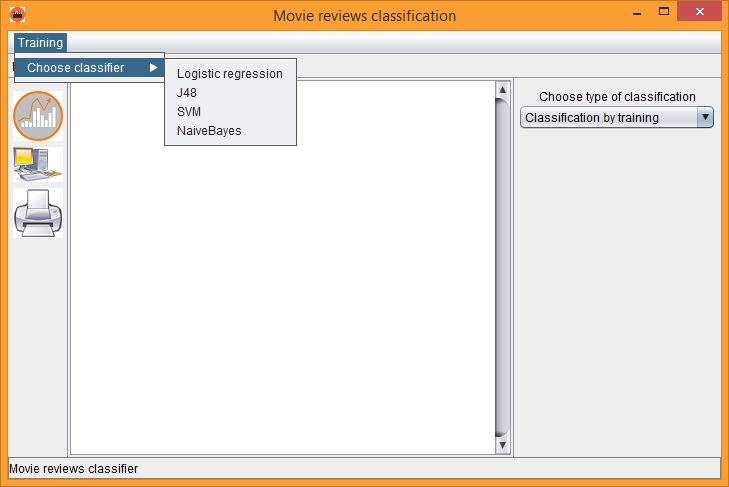 Movie reviews classification
Training
Choose classifier
Logistic regression
J48
SVM
NaiveBayes
Choose type of classification
Classification by training
Movie reviews classifier